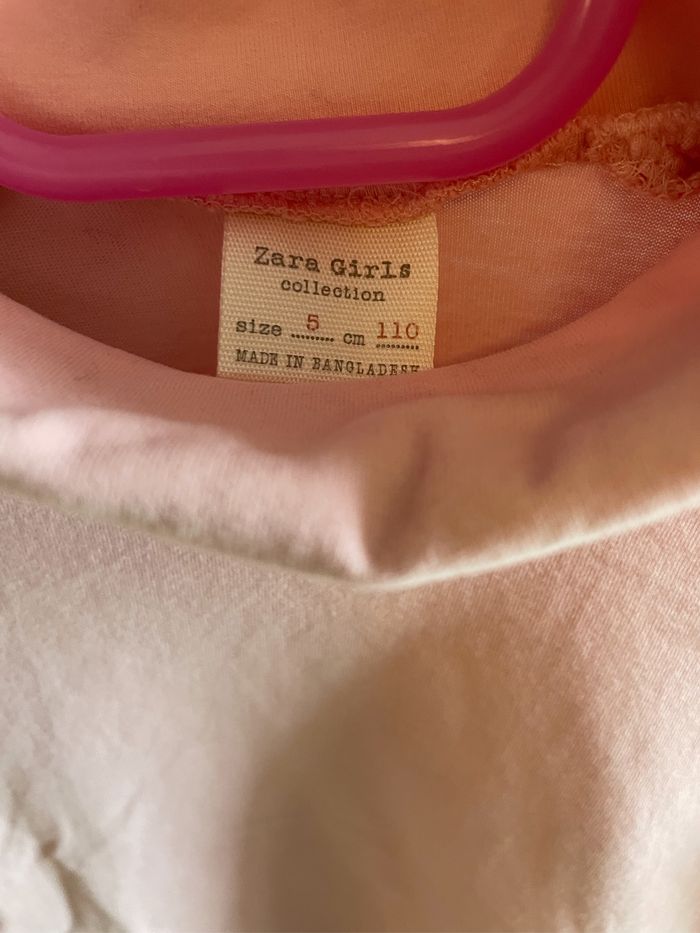 Zara Girls
collection
size 5 cm 110
MADE IN BANGLADESH